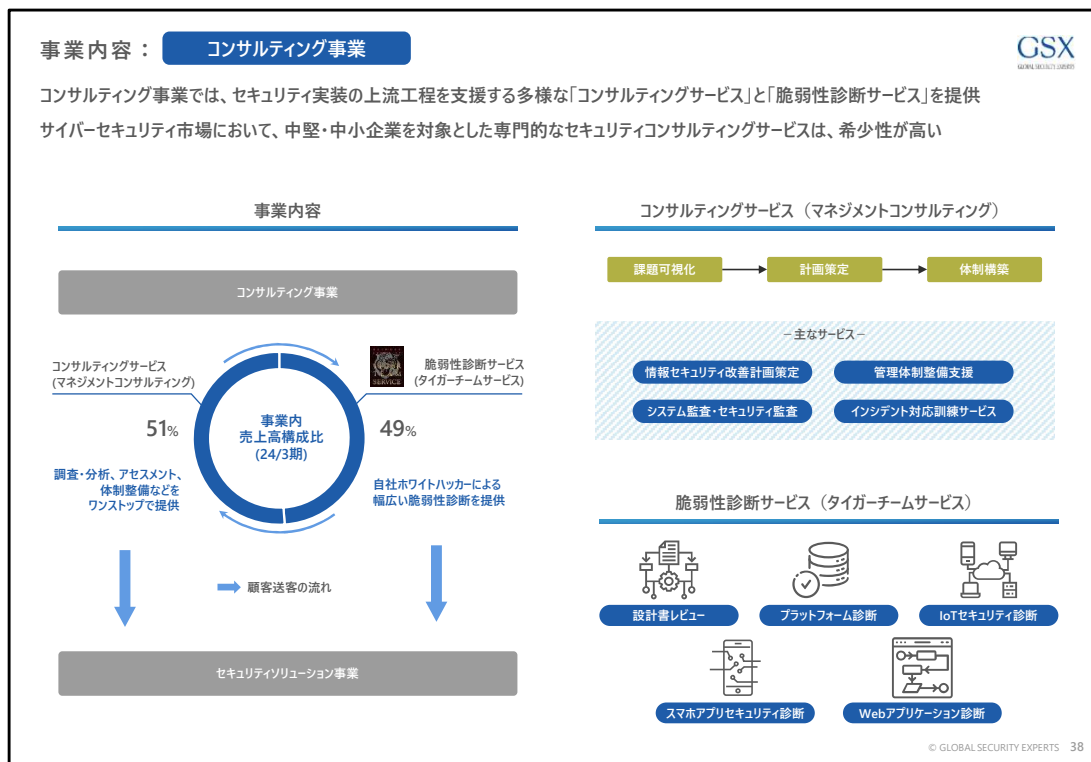 事業内容： コンサルティング事業
GSX
GLOBAL SECURITY EXPERTS
コンサルティング事業では、セキュリティ実装の上流工程を支援する多様な「コンサルティングサービス」と「脆弱性診断サービス」を提供
サイバーセキュリティ市場において、中堅・中小企業を対象とした専門的なセキュリティコンサルティングサービスは、希少性が高い
事業内容
コンサルティング事業
コンサルティングサービス
(マネジメントコンサルティング)
51%
調査・分析、アセスメント、
体制整備などを
ワンストップで提供
事業内
売上高構成比
(24/3期)
SERVICE
脆弱性診断サービス
(タイガーチームサービス)
49%
自社ホワイトハッカーによる
幅広い脆弱性診断を提供
顧客送客の流れ
セキュリティソリューション事業
コンサルティングサービス（マネジメントコンサルティング）
課題可視化
計画策定
体制構築
－主なサービス－
情報セキュリティ改善計画策定
管理体制整備支援
システム監査・セキュリティ監査
インシデント対応訓練サービス
脆弱性診断サービス（タイガーチームサービス）
設計書レビュー
プラットフォーム診断
IoTセキュリティ診断
スマホアプリセキュリティ診断
Webアプリケーション診断
© GLOBAL SECURITY EXPERTS 38